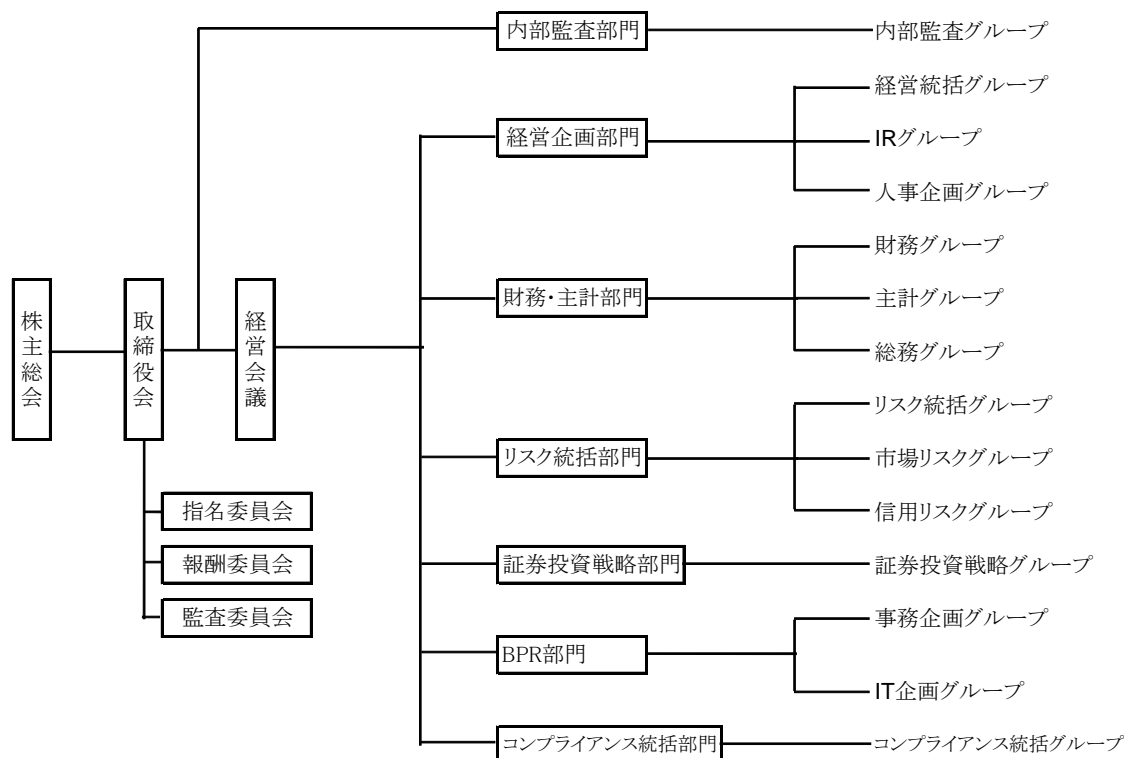 内部監査部門
内部監査グループ
経営企画部門
経営統括グループ
IRグループ
人事企画グループ
株主総会
取締役会
経営会議
財務・主計部門
財務グループ
主計グループ
総務グループ
リスク統括部門
リスク統括グループ
市場リスクグループ
信用リスクグループ
指名委員会
報酬委員会
監査委員会
証券投資戦略部門
証券投資戦略グループ
BPR部門
事務企画グループ
IT企画グループ
コンプライアンス統括部門
コンプライアンス統括グループ